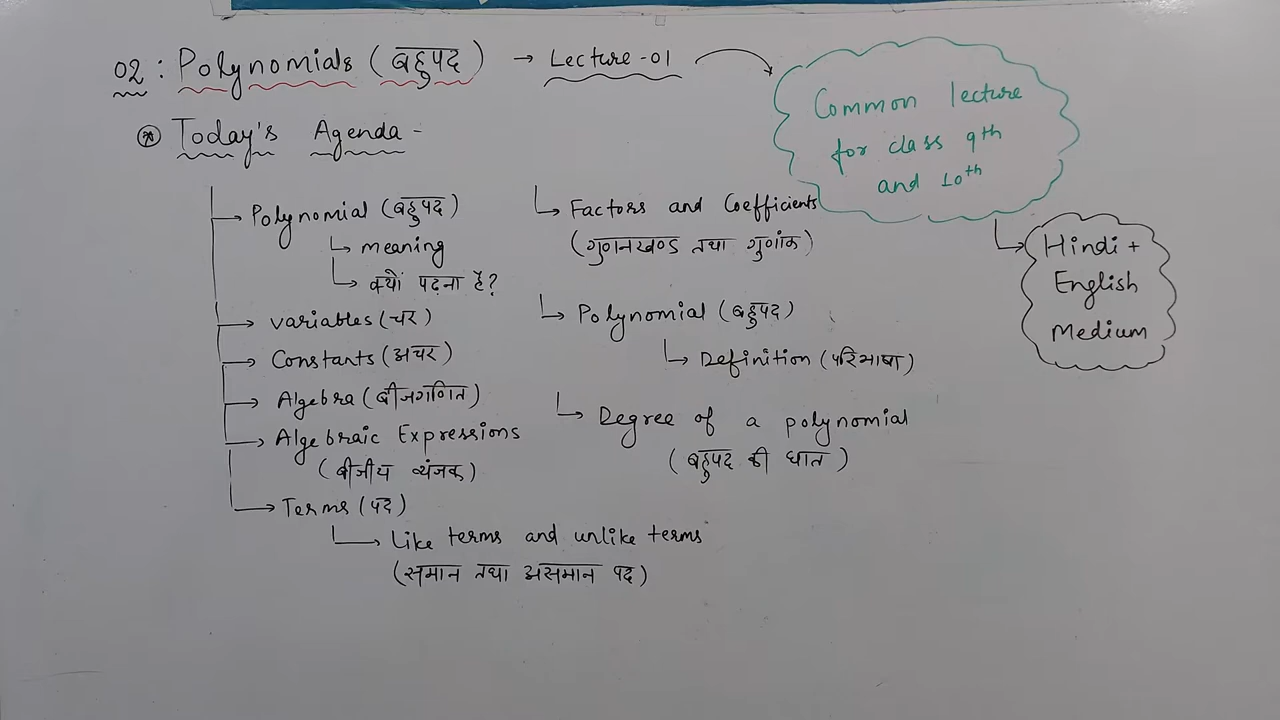 02 : Polynomials (बहुपद) → Lecture-01
Common lecture
for class 9th
and 10th
Hindi +
English
Medium
Today's Agenda -
Polynomial (बहुपद)
meaning
क्यों पढ़ना है?
variables (चर)
Constants (अचर)
Algebra (बीजगणित)
Algebraic Expressions
(बीजीय व्यंजक)
Terms (पद)
Like terms and unlike terms
(समान तथा असमान पद)
Factors and Coefficients
(गुणनखण्ड तथा गुणांक)
Polynomial (बहुपद)
Definition (परिभाषा)
Degree of a polynomial
(बहुपद की घात)